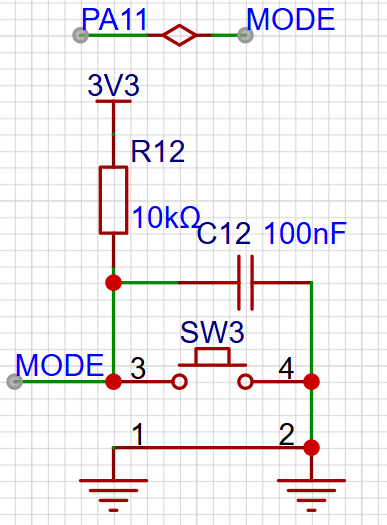 PA11 MODE
3V3
R12
10kΩ
C12 100nF
SW3
MODE 3 4
1 2